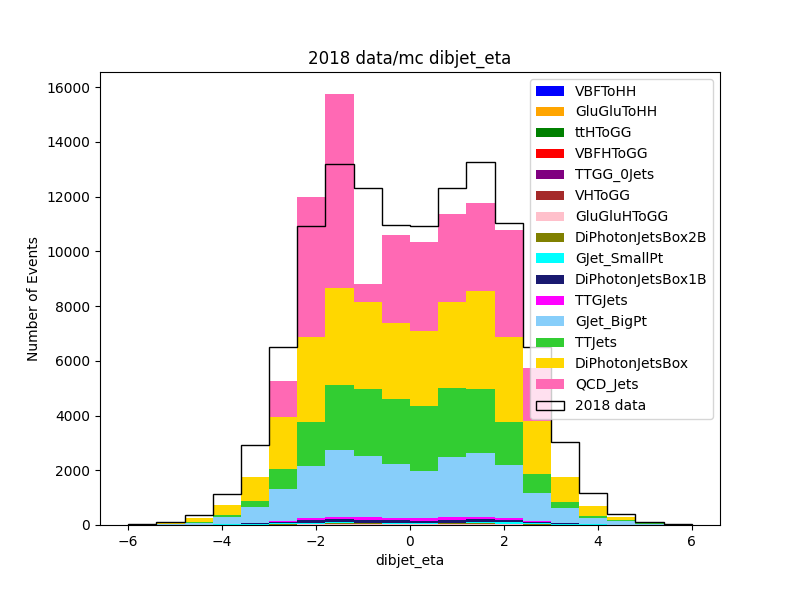 2018 data/mc dibjet_eta
16000
14000
12000
10000
8000
6000
4000
2000
0
Number of Events
−6
−4
−2
0
2
4
6
dibjet_eta
VBFToHH
GluGluToHH
ttHToGG
VBFHToGG
TTGG_0Jets
VHToGG
GluGluHToGG
DiPhotonJetsBox2B
GJet_SmallPt
DiPhotonJetsBox1B
TTGJets
GJet_BigPt
TTJets
DiPhotonJetsBox
QCD_Jets
2018 data